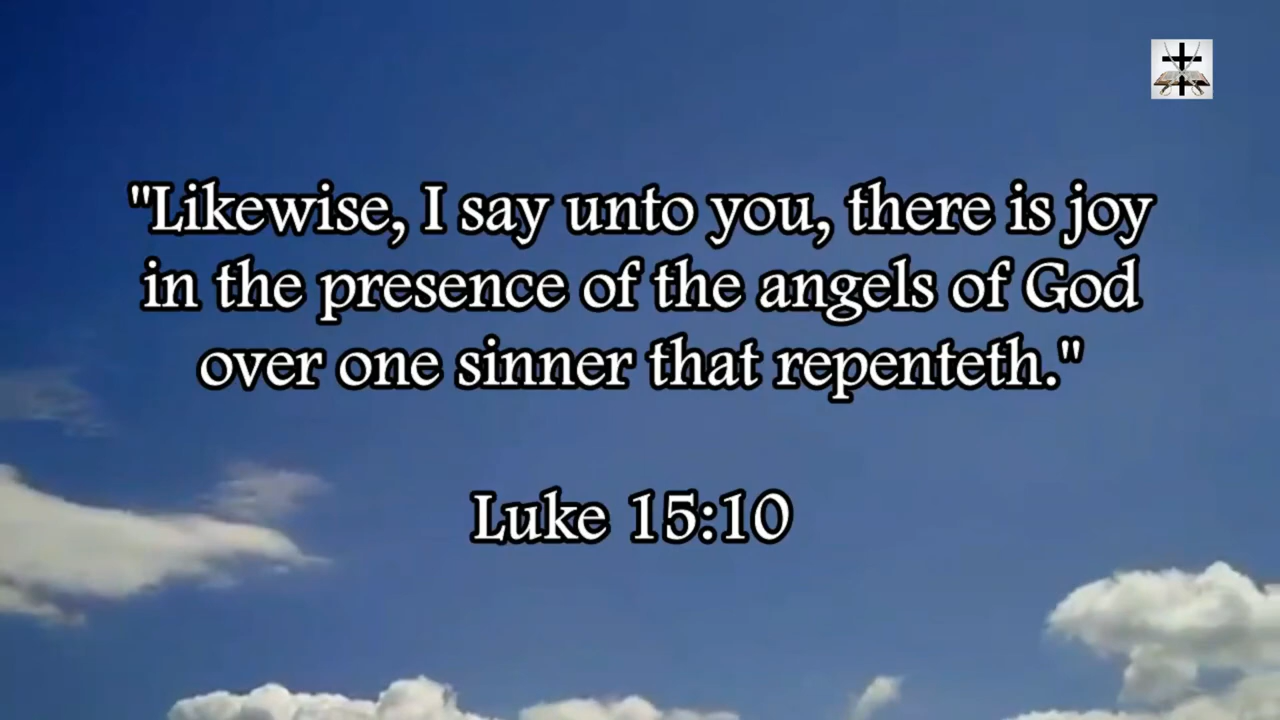 "Likewise, I say unto you, there is joy
in the presence of the angels of God
over one sinner that repenteth."
Luke 15:10